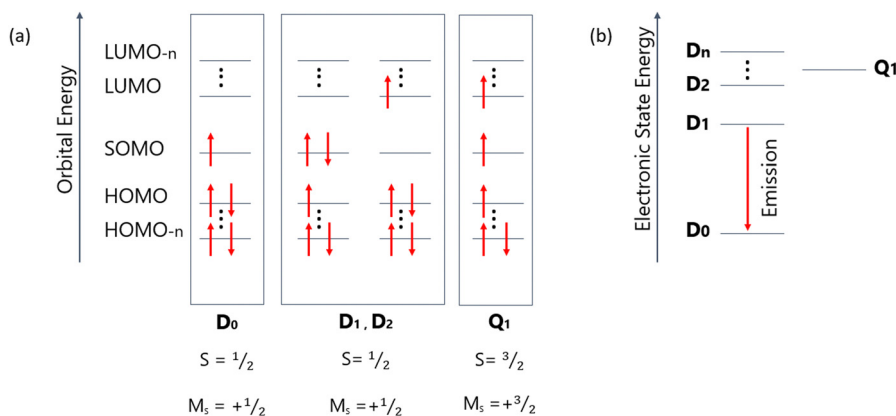 (a)
Orbital Energy
LUMO-n
LUMO
SOMO
HOMO
HOMO-n
D0
D1, D2
Q1
S = 1/2
S= 1/2
S= 3/2
Ms = +1/2
Ms = +1/2
Ms = +3/2
(b)
Electronic State Energy
Dn
Q1
D2
D1
Emission
D0